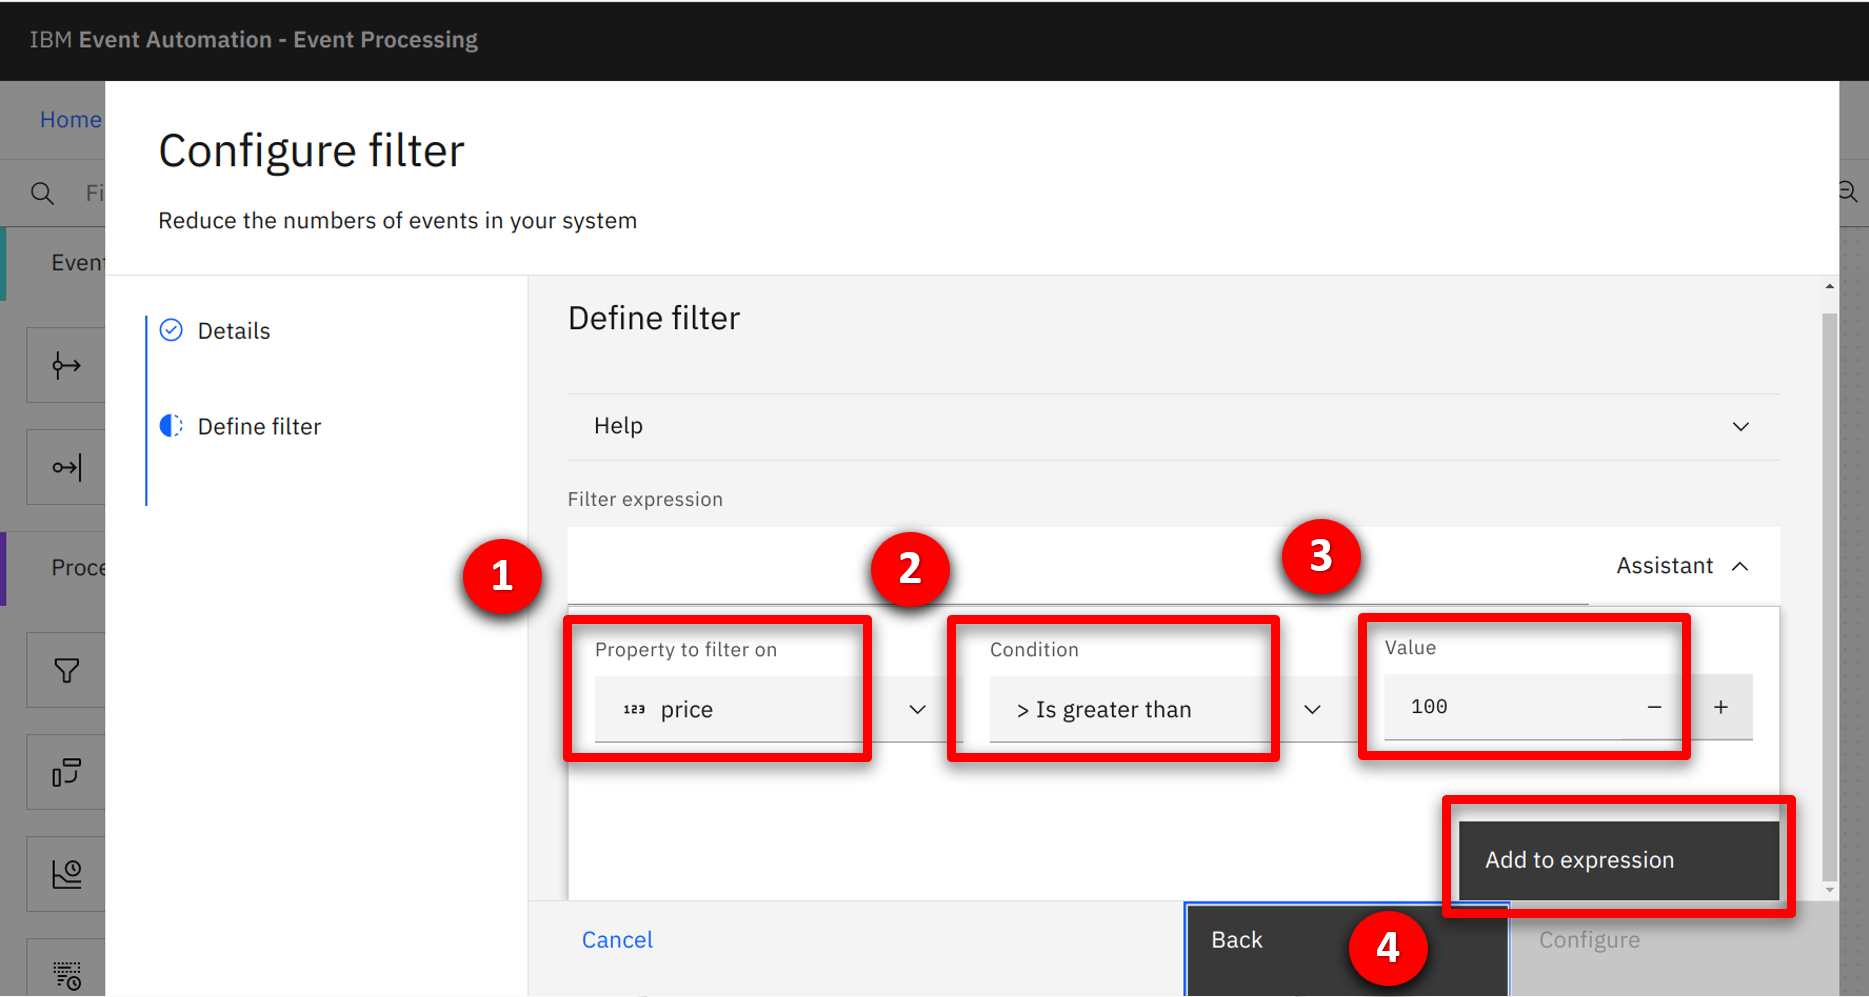 IBM Event Automation - Event Processing
Home
Configure filter
Fi
Reduce the numbers of events in your system
Event
Define filter
Details
Define filter
Help
Filter expression
1
2
3
Assistant
Proce
Property to filter on
Condition
Value
123 price
> Is greater than
100 − +
Add to expression
Cancel
Back
4
Configure